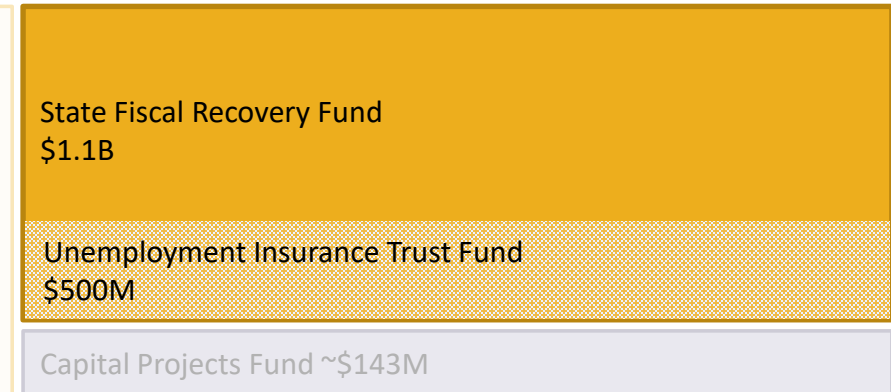 State Fiscal Recovery Fund
$1.1B
Unemployment Insurance Trust Fund
$500M
Capital Projects Fund ~$143M